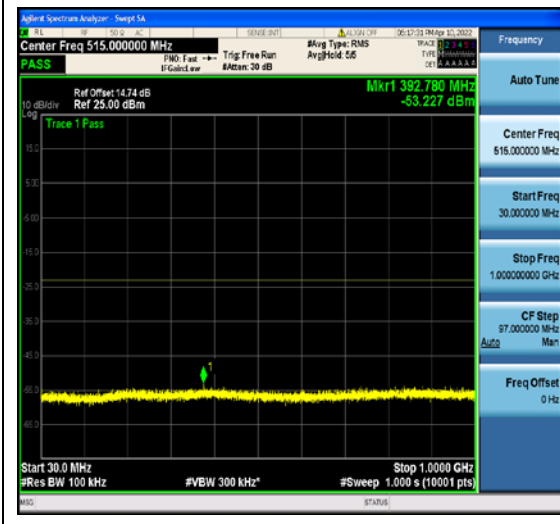 Agilent Spectrum Analyzer - Swept SA
RL RF 50 Ω AC SENSE:INT ALIGN OFF 06:17:31 PM Apr 10, 2022
Center Freq 515.000000 MHz
#Avg Type: RMS
TRACE 1 2 3 4 5
PASS
PNO: Fast
Trig: Free Run
Avg|Hold: 5/5
TYPE
IFGain:Low
#Atten: 30 dB
DET A A A A A
Mkr1 392.780 MHz
-53.227 dBm
Ref Offset 14.74 dB
10 dB/div Ref 25.00 dBm
Log
Trace 1 Pass
15.0
5.00
-5.00
-15.0
-25.0
-35.0
-45.0
-55.0
-65.0
1
Start 30.0 MHz
Stop 1.0000 GHz
#Res BW 100 kHz
#VBW 300 kHz*
#Sweep 1.000 s (10001 pts)
MSG
STATUS
Frequency
Auto Tune
Center Freq
515.000000 MHz
Start Freq
30.000000 MHz
Stop Freq
1.000000000 GHz
CF Step
97.000000 MHz
Auto Man
Freq Offset
0 Hz